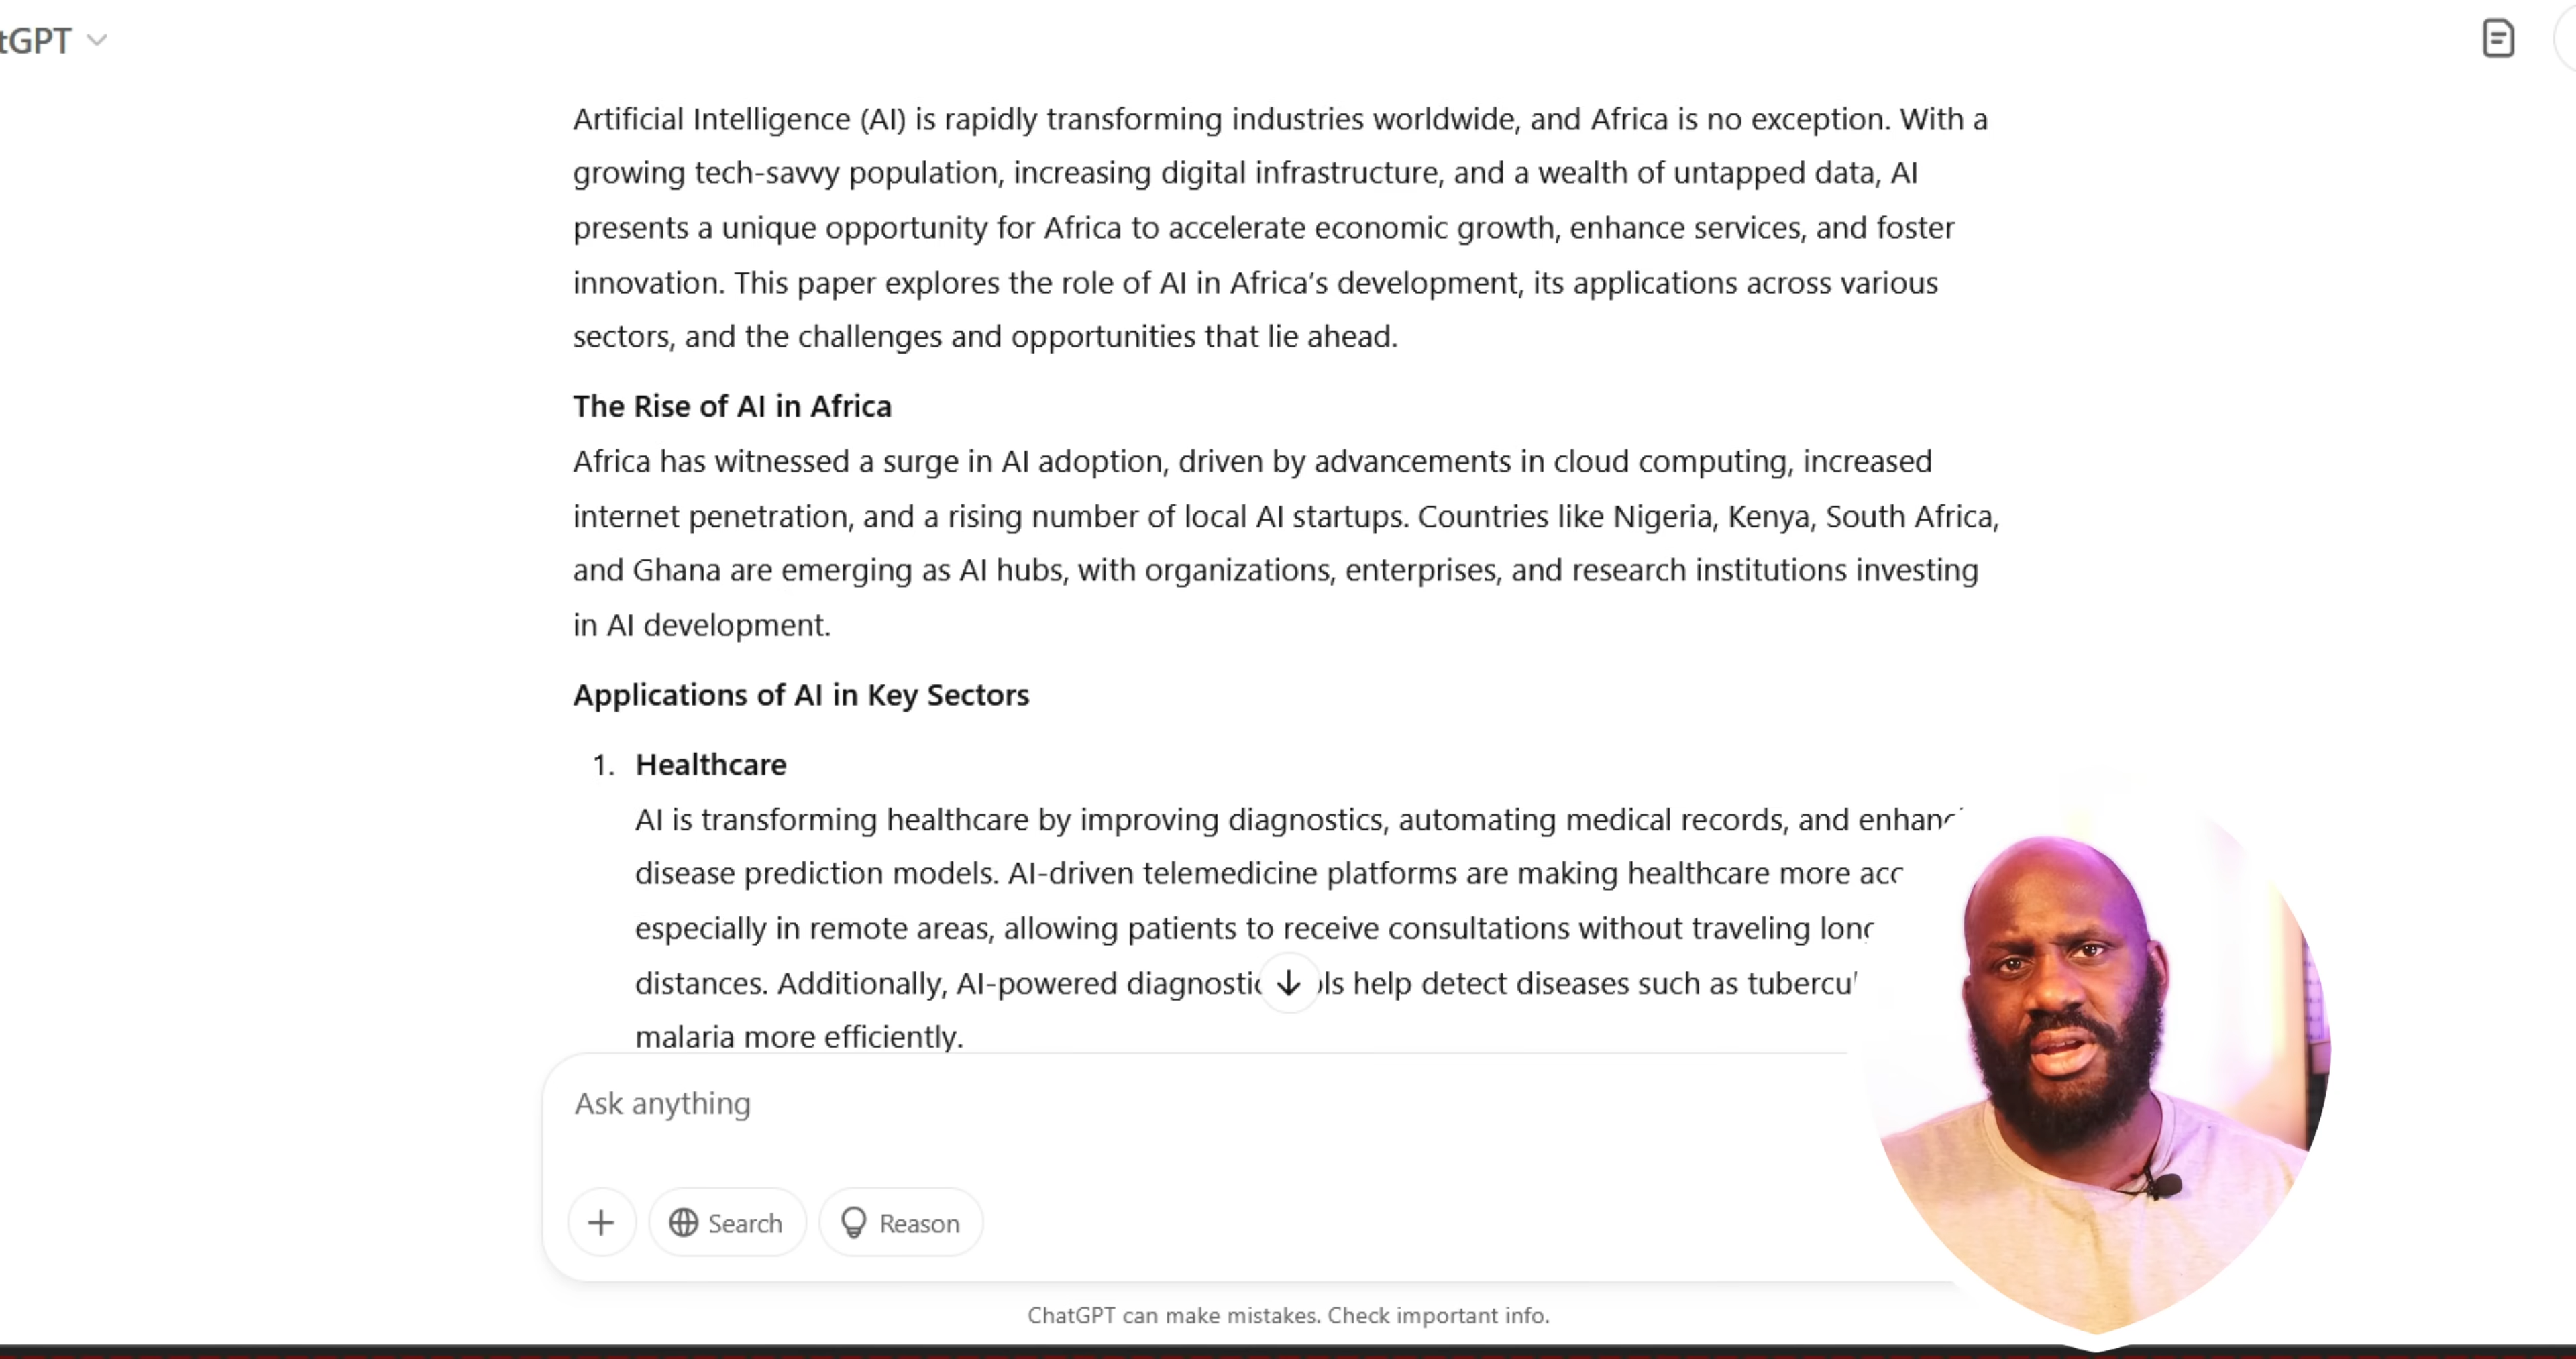 tGPT
Artificial Intelligence (AI) is rapidly transforming industries worldwide, and Africa is no exception. With a
growing tech-savvy population, increasing digital infrastructure, and a wealth of untapped data, AI
presents a unique opportunity for Africa to accelerate economic growth, enhance services, and foster
innovation. This paper explores the role of AI in Africa's development, its applications across various
sectors, and the challenges and opportunities that lie ahead.
The Rise of AI in Africa
Africa has witnessed a surge in AI adoption, driven by advancements in cloud computing, increased
internet penetration, and a rising number of local AI startups. Countries like Nigeria, Kenya, South Africa,
and Ghana are emerging as AI hubs, with organizations, enterprises, and research institutions investing
in AI development.
Applications of AI in Key Sectors
1. Healthcare
AI is transforming healthcare by improving diagnostics, automating medical records, and
disease prediction models. AI-driven telemedicine platforms are making healthcare more
especially in remote areas, allowing patients to receive consultations without traveling
distances. Additionally, AI-powered help detect diseases such as
malaria more efficiently.
Ask anything
Search
Reason
ChatGPT can make mistakes. Check important info.